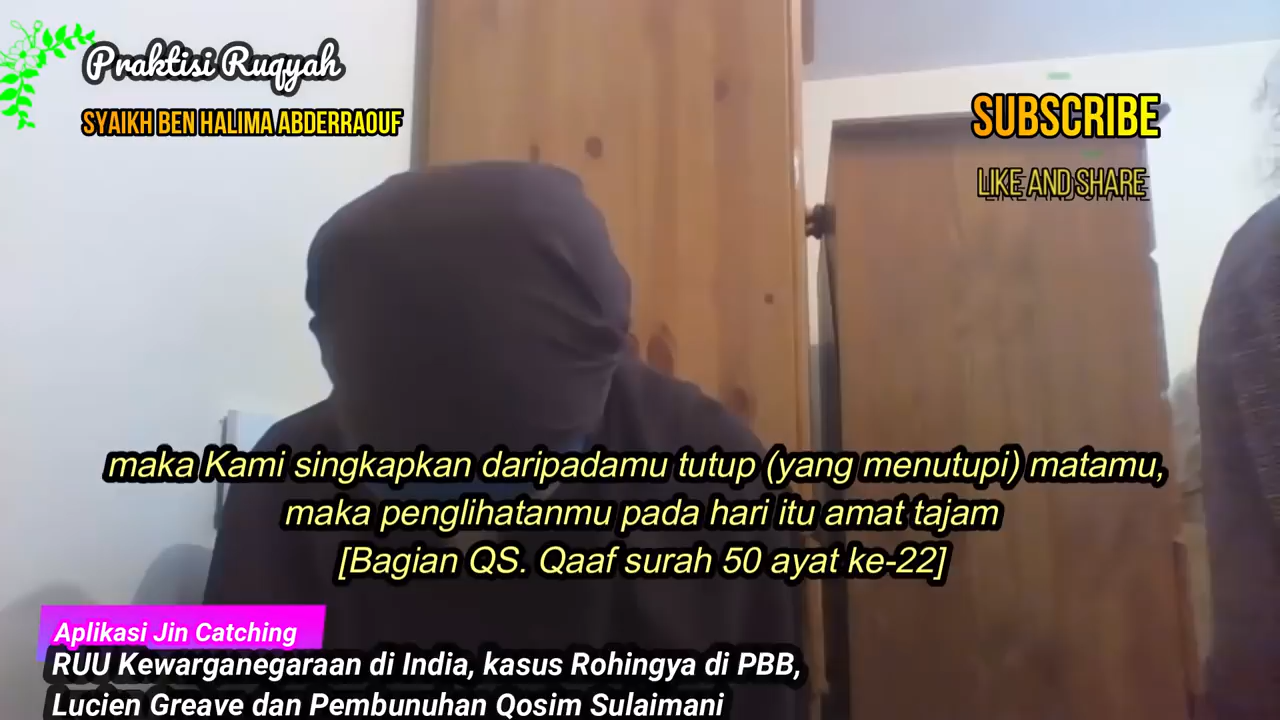 Praktisi Ruqyah
SYAIKH BEN HALIMA ABDERRAOUF
SUBSCRIBE
LIKE AND SHARE
maka Kami singkapkan daripadamu tutup (yang menutupi) matamu,
maka penglihatanmu pada hari itu amat tajam
[Bagian QS. Qaaf surah 50 ayat ke-22]
Aplikasi Jin Catching
RUU Kewarganegaraan di India, kasus Rohingya di PBB,
Lucien Greave dan Pembunuhan Qosim Sulaimani